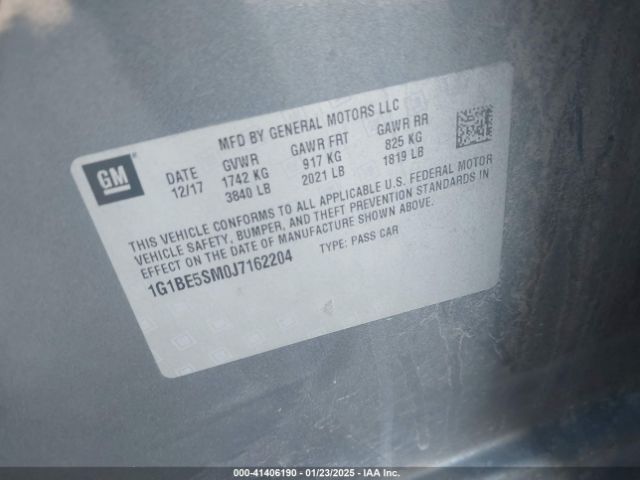 MFD BY GENERAL MOTORS LLC
GM
DATE GVWR GAWR FRT GAWR RR
12/17 1742 KG 917 KG 825 KG
3840 LB 2021 LB 1819 LB
THIS VEHICLE CONFORMS TO ALL APPLICABLE U.S. FEDERAL MOTOR
VEHICLE SAFETY, BUMPER, AND THEFT PREVENTION STANDARDS IN
EFFECT ON THE DATE OF MANUFACTURE SHOWN ABOVE.
1G1BE5SM0J7162204 TYPE: PASS CAR
000-41406190 - 01/23/2025 - IAA Inc.